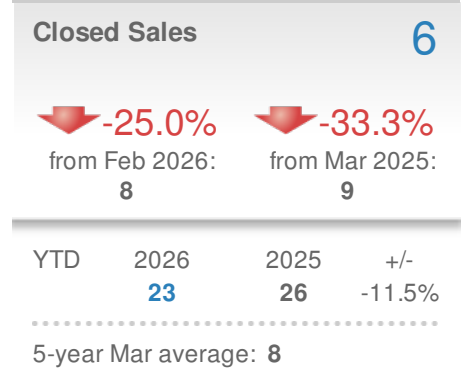 Closed Sales 6
-25.0% -33.3%
from Feb 2026: from Mar 2025:
8 9
YTD 2026 2025 +/-
23 26 -11.5%
5-year Mar average: 8